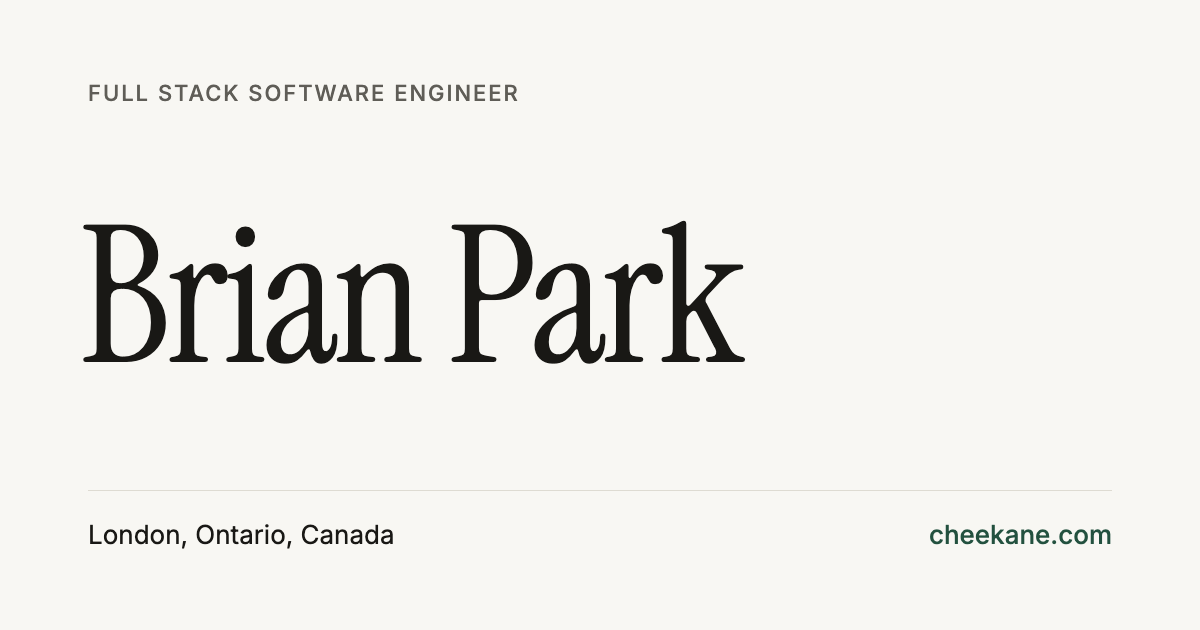 FULL STACK SOFTWARE ENGINEER
Brian Park
London, Ontario, Canada
cheekane.com